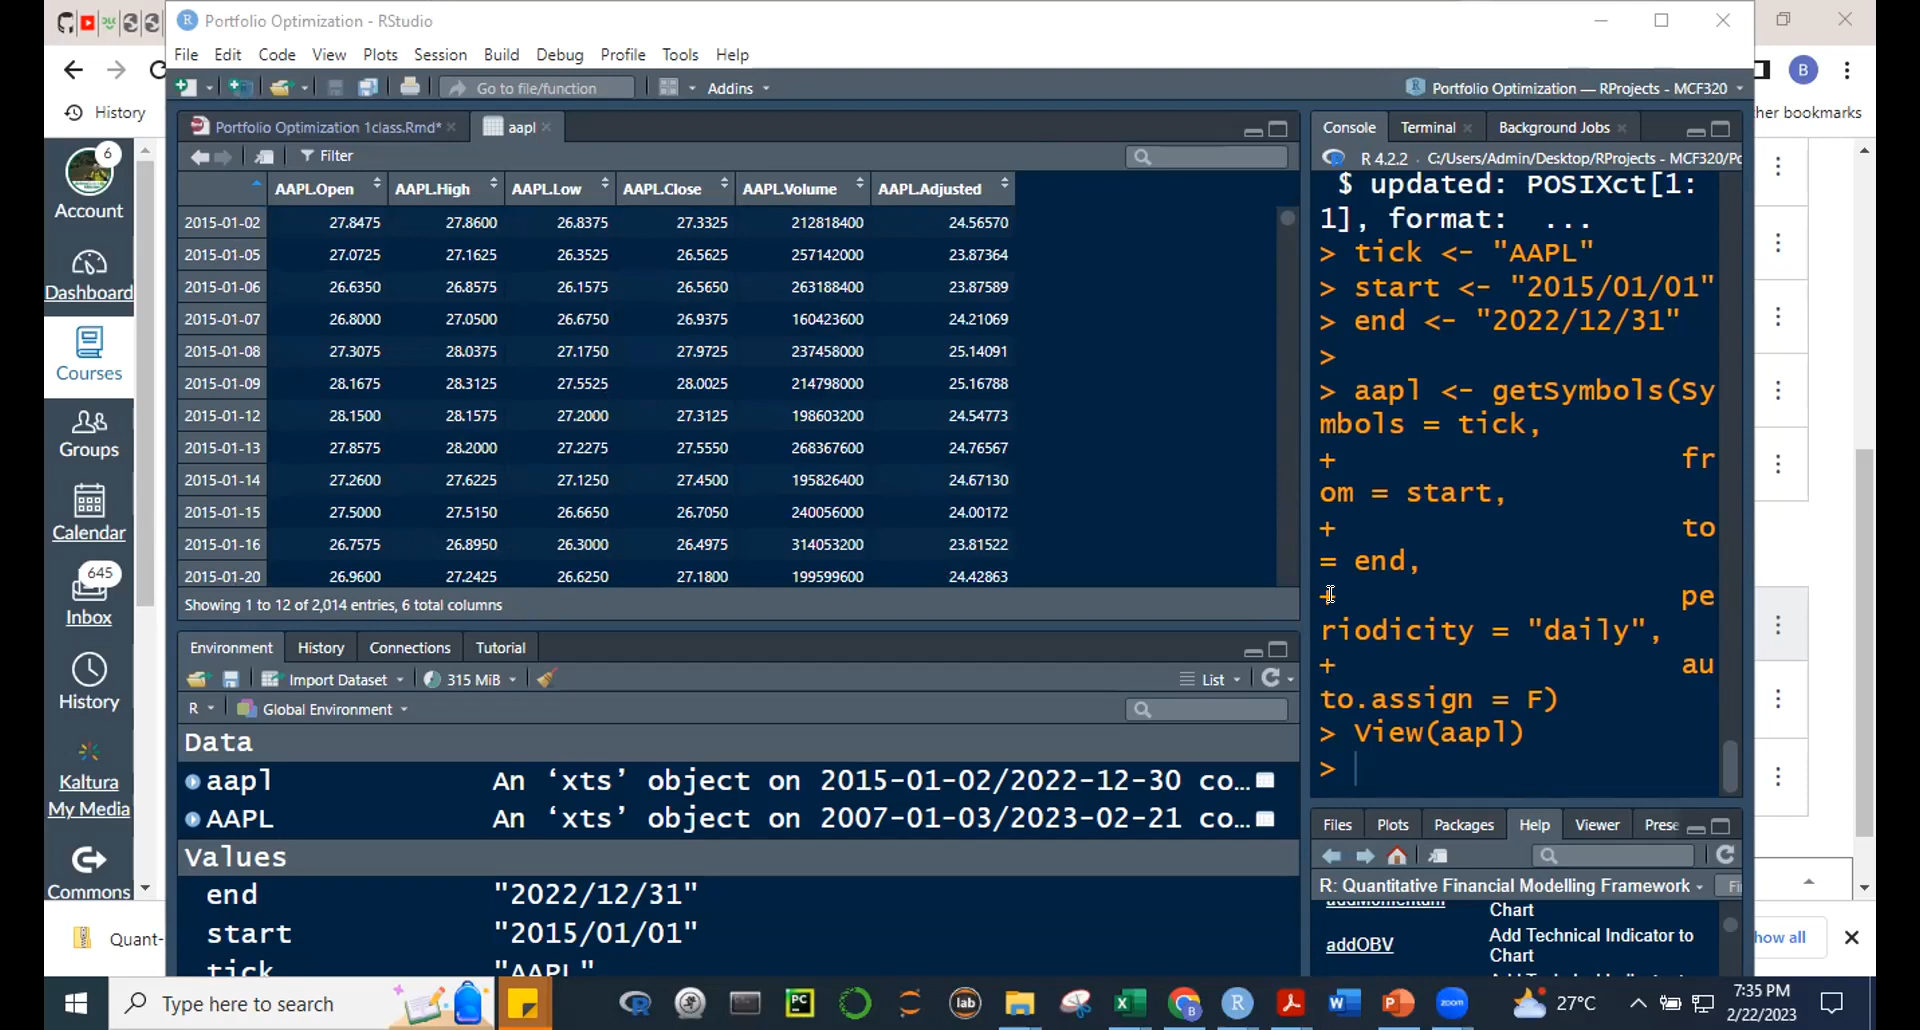 Portfolio Optimization - RStudio
File Edit Code View Plots Session Build Debug Profile Tools Help
Go to file/function Addins Portfolio Optimization — RProjects - MCF320
History
her bookmarks
Portfolio Optimization 1class.Rmd* aapl
Filter
AAPL.Open AAPL.High AAPL.Low AAPL.Close AAPL.Volume AAPL.Adjusted
2015-01-02 27.8475 27.8600 26.8375 27.3325 212818400 24.56570
2015-01-05 27.0725 27.1625 26.3525 26.5625 257142000 23.87364
2015-01-06 26.6350 26.8575 26.1575 26.5650 263188400 23.87589
2015-01-07 26.8000 27.0500 26.6750 26.9375 160423600 24.21069
2015-01-08 27.3075 28.0375 27.1750 27.9725 237458000 25.14091
2015-01-09 28.1675 28.3125 27.5525 28.0025 214798000 25.16788
2015-01-12 28.1500 28.1575 27.2000 27.3125 198603200 24.54773
2015-01-13 27.8575 28.2000 27.2275 27.5550 268367600 24.76567
2015-01-14 27.2600 27.6225 27.1250 27.4500 195826400 24.67130
2015-01-15 27.5000 27.5150 26.6650 26.7050 240056000 24.00172
2015-01-16 26.7575 26.8950 26.3000 26.4975 314053200 23.81522
2015-01-20 26.9600 27.2425 26.6250 27.1800 199599600 24.42863
Showing 1 to 12 of 2,014 entries, 6 total columns
Environment History Connections Tutorial
Import Dataset 315 MiB List
R Global Environment
Data
aapl An ‘xts’ object on 2015-01-02/2022-12-30 co...
AAPL An ‘xts’ object on 2007-01-03/2023-02-21 co...
Values
end "2022/12/31"
start "2015/01/01"
tick "AAPL"
Console Terminal Background Jobs
R 4.2.2 · C:/Users/Admin/Desktop/RProjects - MCF320/Po
$ updated: POSIXct[1:
1], format: ...
> tick <- "AAPL"
> start <- "2015/01/01"
> end <- "2022/12/31"
>
> aapl <- getSymbols(Sy
mbols = tick,
+ fr
om = start,
+ to
= end,
+ pe
riodicity = "daily",
+ au
to.assign = F)
> View(aapl)
>
Files Plots Packages Help Viewer Prese
R: Quantitative Financial Modelling Framework Fi
addMomentum Chart
addOBV Add Technical Indicator to
Chart
6
Account
Dashboard
Courses
Groups
Calendar
645
Inbox
History
Kaltura
My Media
Commons
B
Quant-
how all
Type here to search
PC
lab
R
zoom
27°C
7:35 PM
2/22/2023